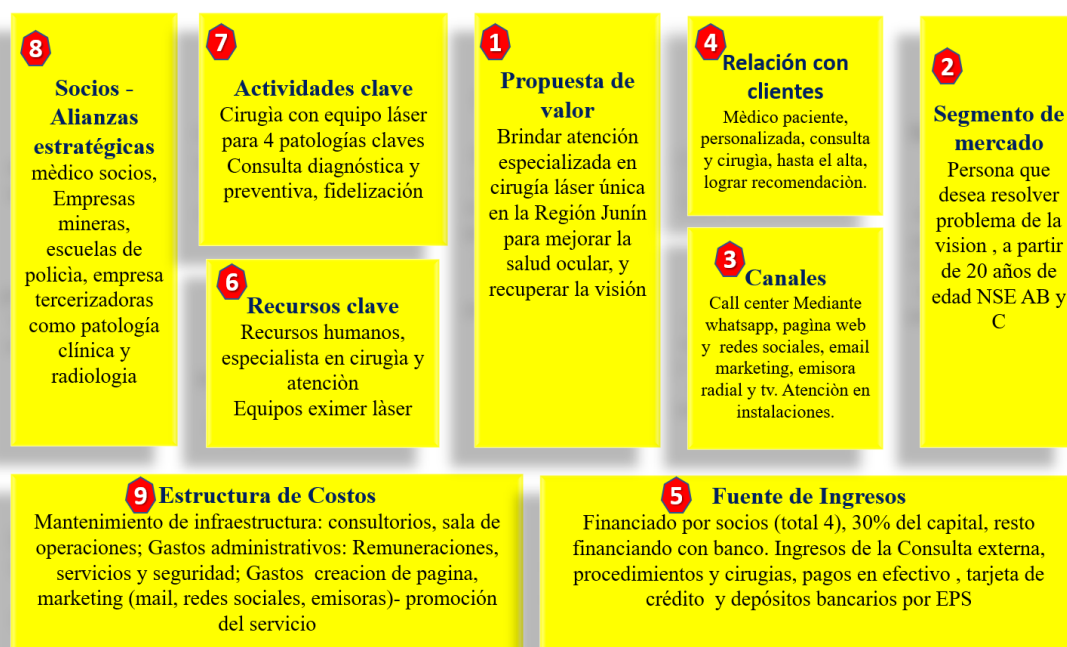 8
Socios -
Alianzas
estratégicas
mèdico socios,
Empresas
mineras,
escuelas de
policìa, empresa
tercerizadoras
como patología
clínica y
radiologia
7
Actividades clave
Cirugìa con equipo láser
para 4 patologías claves
Consulta diagnóstica y
preventiva, fidelización
6
Recursos clave
Recursos humanos,
especialista en cirugìa y
atenciòn
Equipos eximer làser
1
Propuesta de
valor
Brindar atención
especializada en
cirugía láser única
en la Región Junín
para mejorar la
salud ocular, y
recuperar la visión
4
Relación con
clientes
Mèdico paciente,
personalizada, consulta
y cirugìa, hasta el alta,
lograr recomendaciòn.
3
Canales
Call center Mediante
whatsapp, pagìna web
y redes sociales, email
marketing, emisora
radial y tv. Atenciòn en
instalaciones.
2
Segmento de
mercado
Persona que
desea resolver
problema de la
vision , a partir
de 20 años de
edad NSE AB y
C
9 Estructura de Costos
Mantenimiento de infraestructura: consultorios, sala de
operaciones; Gastos administrativos: Remuneraciones,
servicios y seguridad; Gastos creacion de pagina,
marketing (mail, redes sociales, emisoras)- promoción
del servicio
5 Fuente de Ingresos
Financiado por socios (total 4), 30% del capital, resto
financiando con banco. Ingresos de la Consulta externa,
procedimientos y cirugias, pagos en efectivo , tarjeta de
crédito y depósitos bancarios por EPS